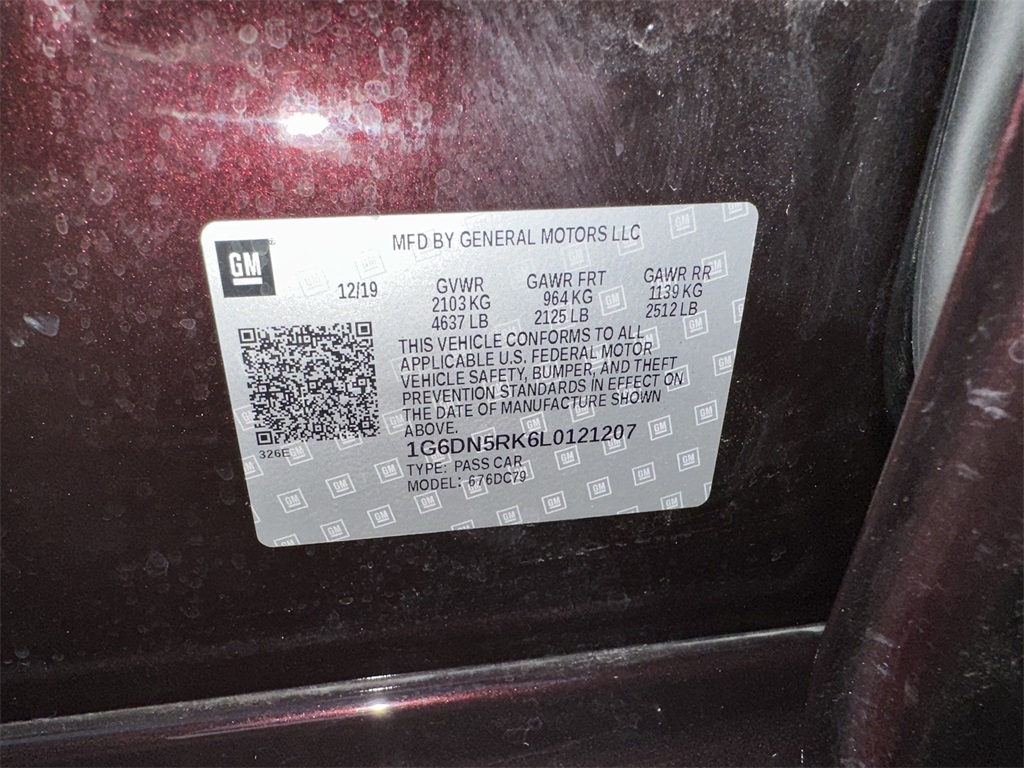 GM
MFD BY GENERAL MOTORS LLC
12/19
GVWR
2103 KG
4637 LB
GAWR FRT
964 KG
2125 LB
GAWR RR
1139 KG
2512 LB
THIS VEHICLE CONFORMS TO ALL
APPLICABLE U.S. FEDERAL MOTOR
VEHICLE SAFETY, BUMPER, AND THEFT
PREVENTION STANDARDS IN EFFECT ON
THE DATE OF MANUFACTURE SHOWN
ABOVE.
326E
1G6DN5RK6L0121207
TYPE: PASS CAR
MODEL: 676DC79